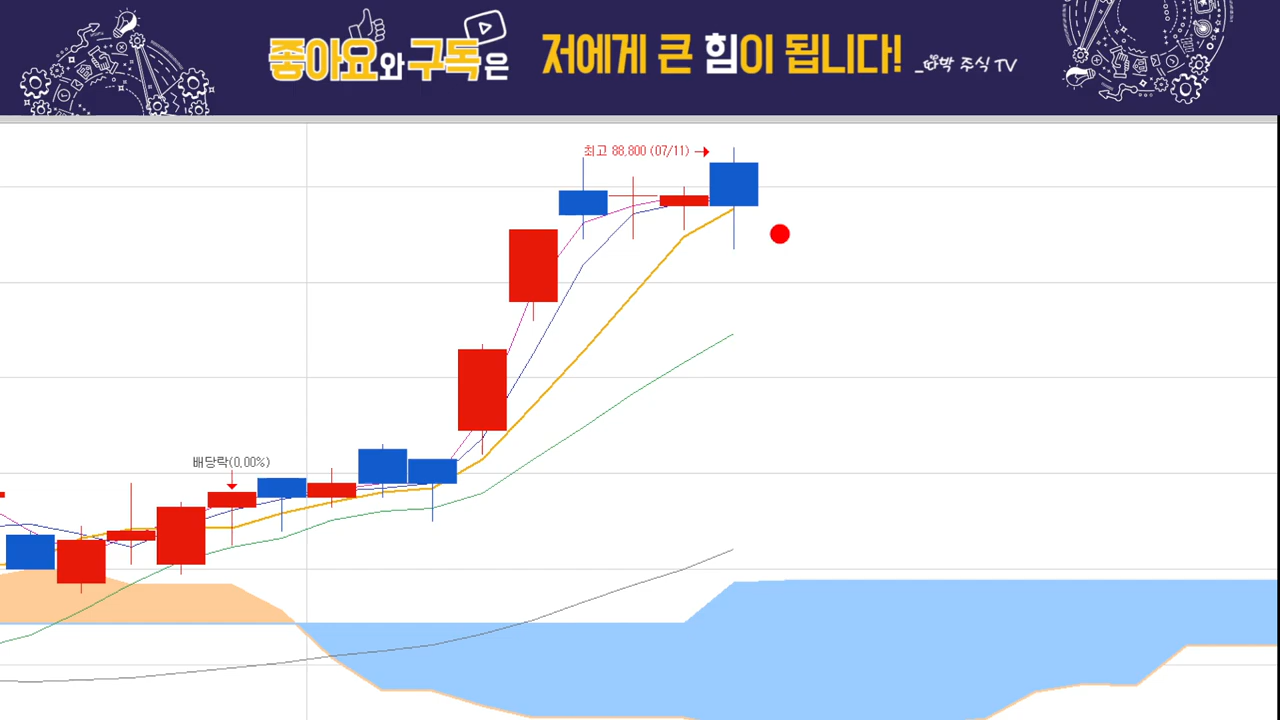 좋아요와 구독은 저에게 큰 힘이 됩니다!
박 주식 TV
최고 88,800 (07/11)
배당락(0,00%)